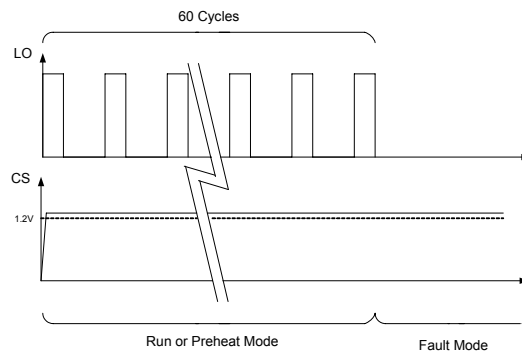 60 Cycles
LO
CS
1.2V
Run or Preheat Mode
Fault Mode